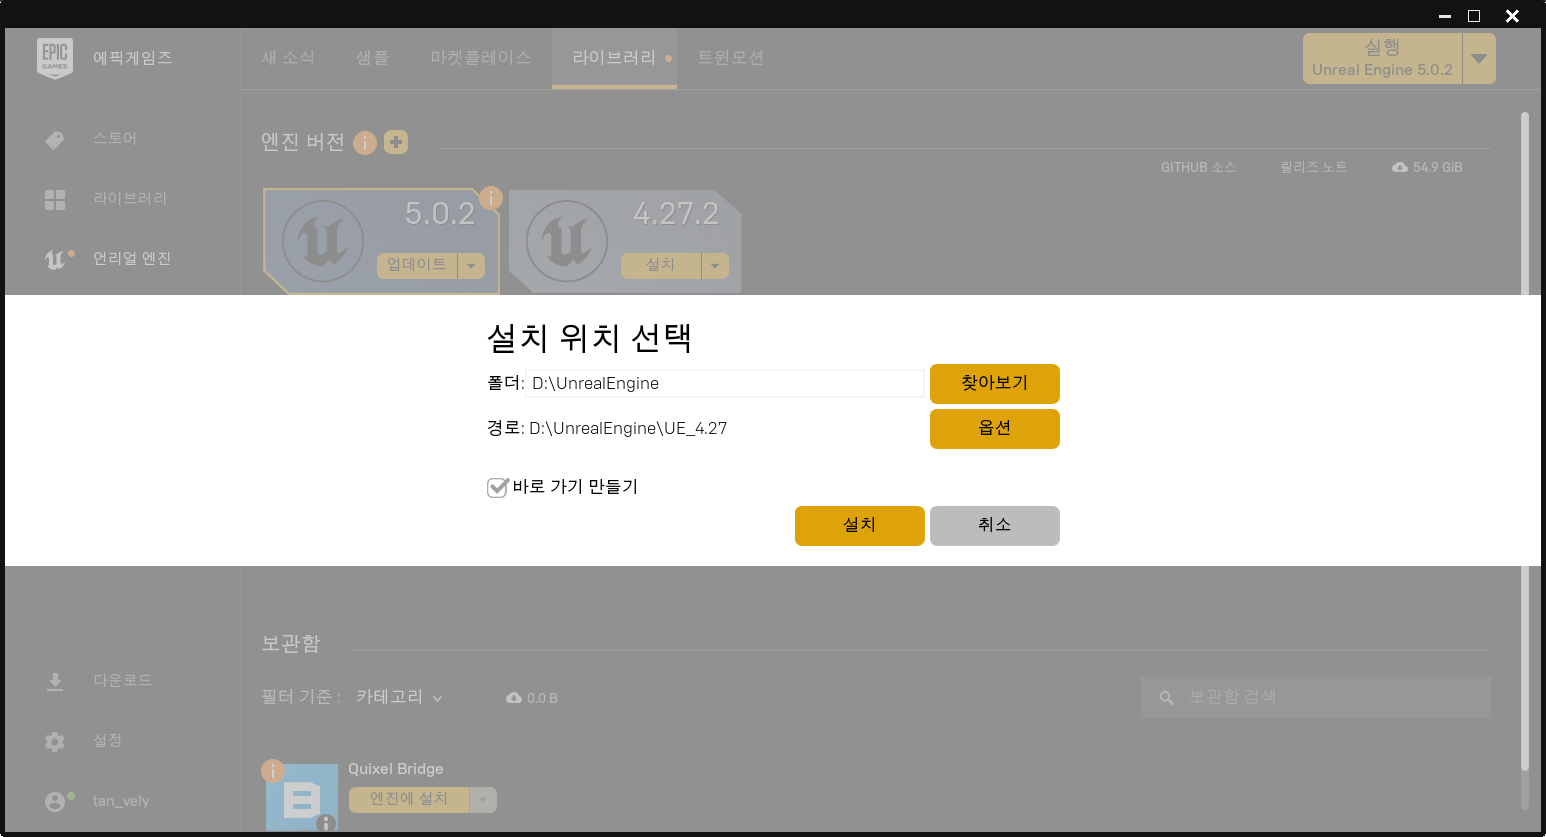 EPIC GAMES
에픽게임즈
새 소식
샘플
마켓플레이스
라이브러리
트윈모션
실행
Unreal Engine 5.0.2
스토어
라이브러리
언리얼 엔진
엔진 버전
GITHUB 소스
릴리즈 노트
54.9 GiB
5.0.2
업데이트
4.27.2
설치
설치 위치 선택
폴더: D:\UnrealEngine
찾아보기
경로: D:\UnrealEngine\UE_4.27
옵션
바로 가기 만들기
설치
취소
보관함
필터 기준 :
카테고리
0.0 B
보관함 검색
다운로드
설정
tan_vely
Quixel Bridge
엔진에 설치